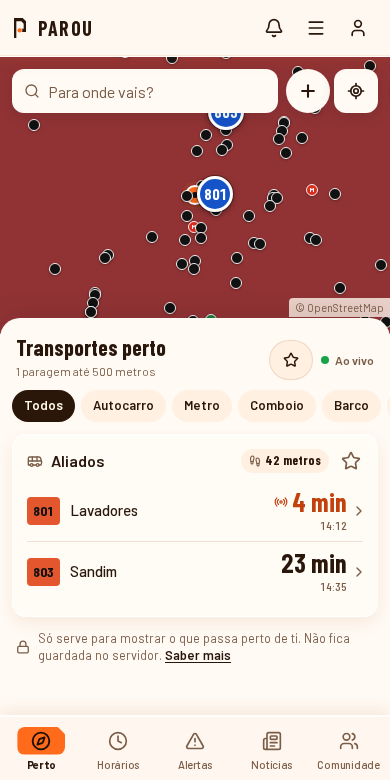 PAROU
Para onde vais?
803
801
M
M
© OpenStreetMap
Transportes perto
1 paragem até 500 metros
Ao vivo
Todos
Autocarro
Metro
Comboio
Barco
Aliados
42 metros
801
Lavadores
4 min
14:12
803
Sandim
23 min
14:35
Só serve para mostrar o que passa perto de ti. Não fica
guardada no servidor. Saber mais
Perto
Horários
Alertas
Notícias
Comunidade